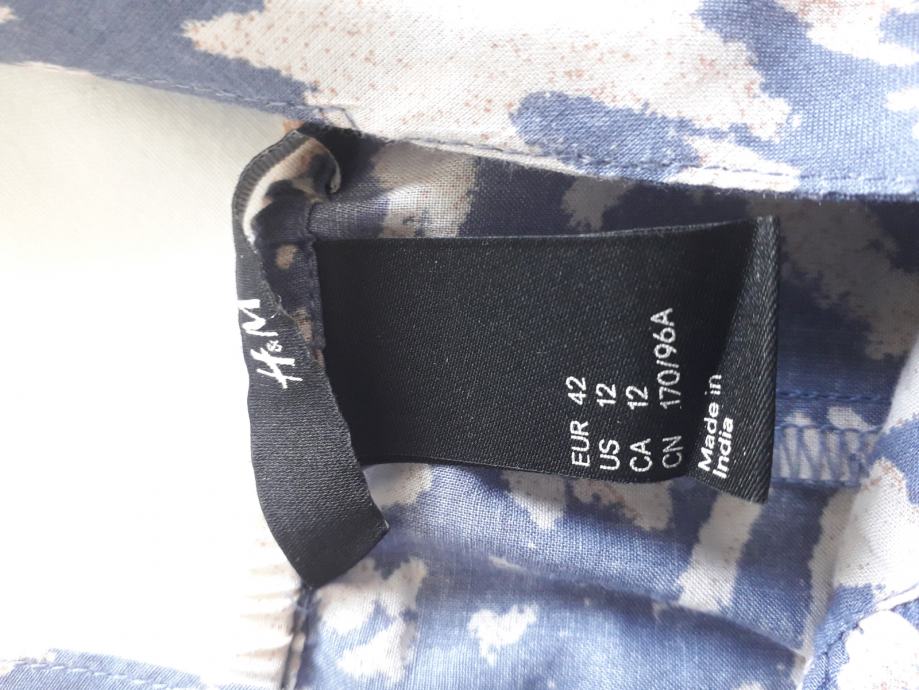 H&M
EUR 42
US 12
CA 12
CN 170/96A
Made in
India